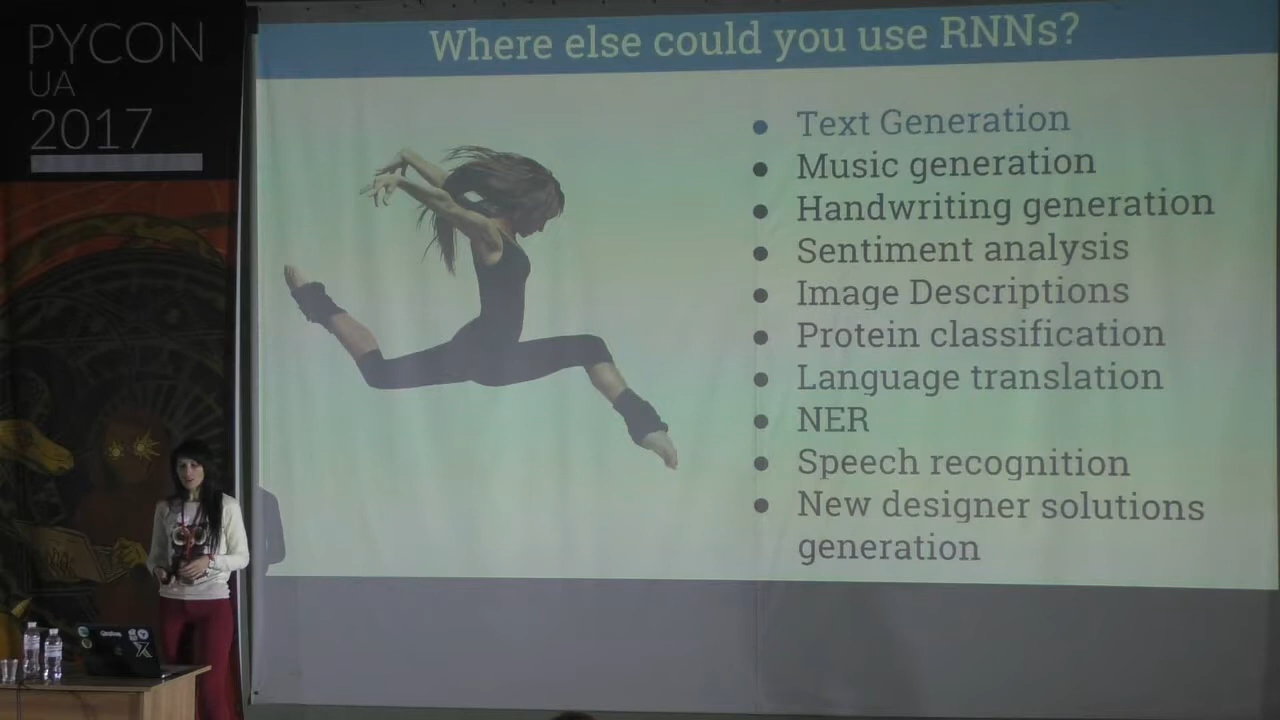 PYCON
UA
2017
Where else could you use RNNs?
● Text Generation
● Music generation
● Handwriting generation
● Sentiment analysis
● Image Descriptions
● Protein classification
● Language translation
● NER
● Speech recognition
● New designer solutions
generation